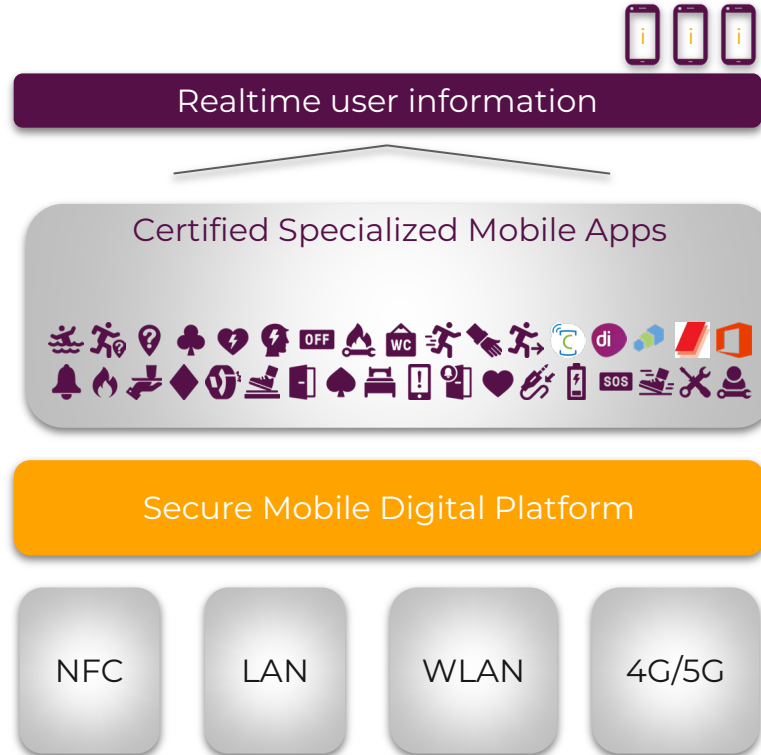 i i i
Realtime user information
Certified Specialized Mobile Apps
? ? OFF WC C di
! SOS
Secure Mobile Digital Platform
NFC LAN WLAN 4G/5G